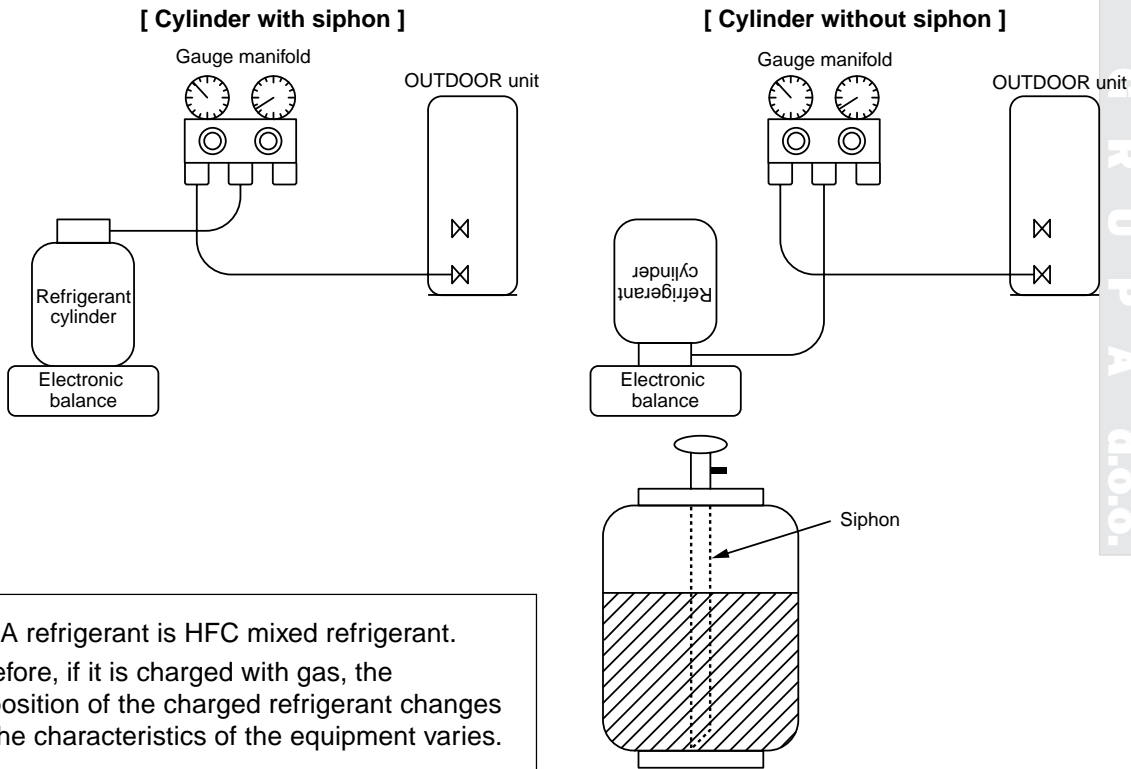 [ Cylinder with siphon ]
Gauge manifold
OUTDOOR unit
Refrigerant
cylinder
Electronic
balance
[ Cylinder without siphon ]
Gauge manifold
OUTDOOR unit
Refrigerant
cylinder
Electronic
balance
Siphon
A refrigerant is HFC mixed refrigerant.
efore, if it is charged with gas, the
position of the charged refrigerant changes
he characteristics of the equipment varies.
R U P A d.o.o.